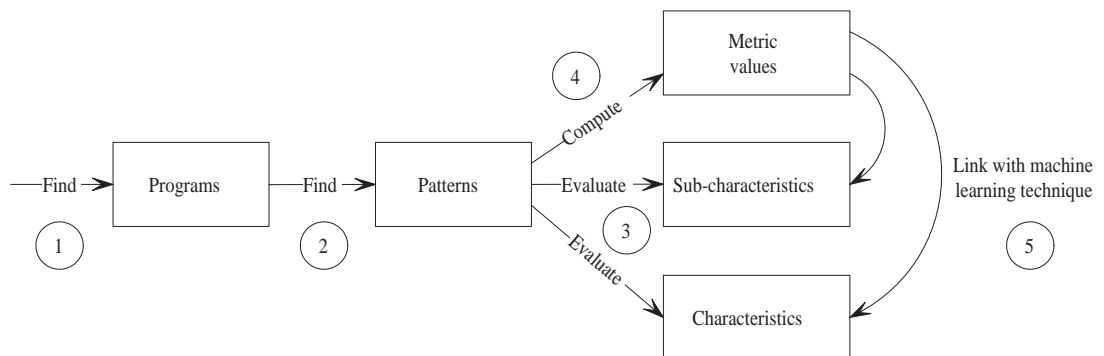 Find
1
Programs
Find
2
Patterns
Compute
4
Metric
values
Evaluate
3
Sub-characteristics
Evaluate
Characteristics
Link with machine
learning technique
5